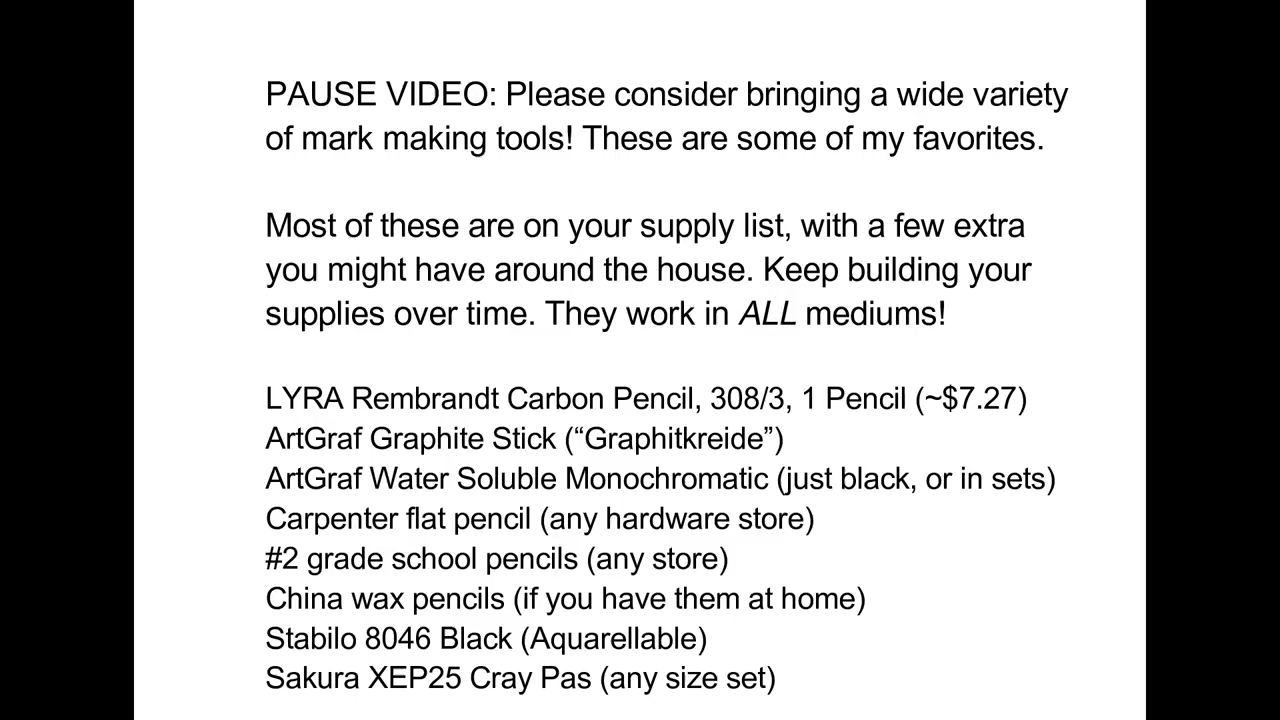 PAUSE VIDEO: Please consider bringing a wide variety
of mark making tools! These are some of my favorites.
Most of these are on your supply list, with a few extra
you might have around the house. Keep building your
supplies over time. They work in ALL mediums!
LYRA Rembrandt Carbon Pencil, 308/3, 1 Pencil (~$7.27)
ArtGraf Graphite Stick (“Graphitkreide”)
ArtGraf Water Soluble Monochromatic (just black, or in sets)
Carpenter flat pencil (any hardware store)
#2 grade school pencils (any store)
China wax pencils (if you have them at home)
Stabilo 8046 Black (Aquarellable)
Sakura XEP25 Cray Pas (any size set)